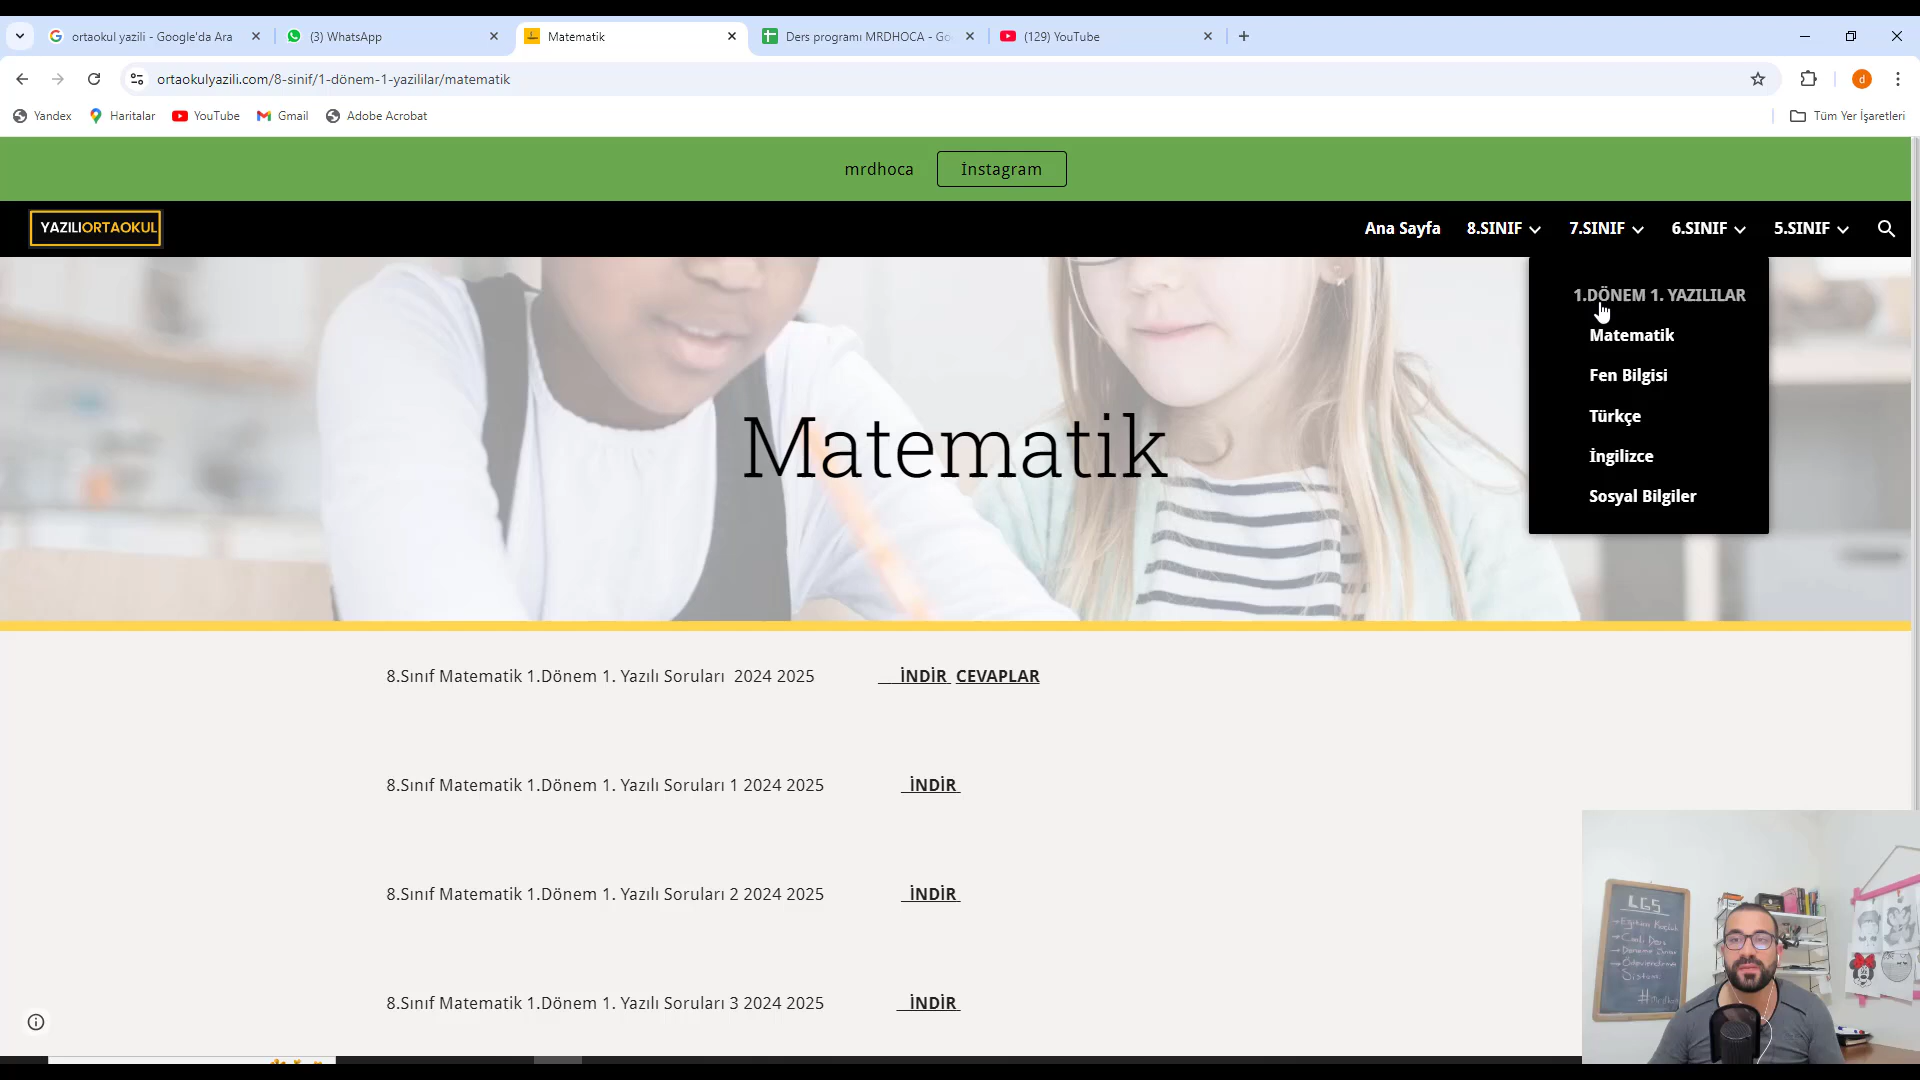 ortaokul yazili - Google'da Ara
(3) WhatsApp
Matematik
Ders programı MRDHOCA - Go
(129) YouTube
ortaokulyazili.com/8-sinif/1-dönem-1-yazililar/matematik
d
Yandex
Haritalar
YouTube
Gmail
Adobe Acrobat
Tüm Yer İşaretleri
mrdhoca
İnstagram
YAZILIORTAOKUL
Ana Sayfa
8.SINIF
7.SINIF
6.SINIF
5.SINIF
1.DÖNEM 1. YAZILILAR
Matematik
Fen Bilgisi
Türkçe
İngilizce
Sosyal Bilgiler
Matematik
8.Sınıf Matematik 1.Dönem 1. Yazılı Soruları 2024 2025 İNDİR CEVAPLAR
8.Sınıf Matematik 1.Dönem 1. Yazılı Soruları 1 2024 2025 İNDİR
8.Sınıf Matematik 1.Dönem 1. Yazılı Soruları 2 2024 2025 İNDİR
8.Sınıf Matematik 1.Dönem 1. Yazılı Soruları 3 2024 2025 İNDİR
LGS
Canlı Ders